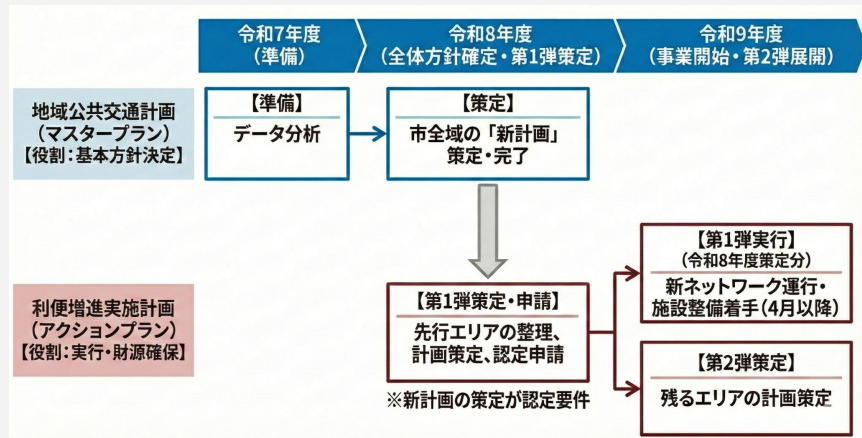 令和7年度
(準備)
令和8年度
(全体方針確定・第1弾策定)
令和9年度
(事業開始・第2弾展開)
地域公共交通計画
(マスタープラン)
【役割:基本方針決定】
【準備】
データ分析
【策定】
市全域の「新計画」
策定・完了
利便増進実施計画
(アクションプラン)
【役割:実行・財源確保】
【第1弾策定・申請】
先行エリアの整理、
計画策定、認定申請
※新計画の策定が認定要件
【第1弾実行】
(令和8年度策定分)
新ネットワーク運行・
施設整備着手(4月以降)
【第2弾策定】
残るエリアの計画策定